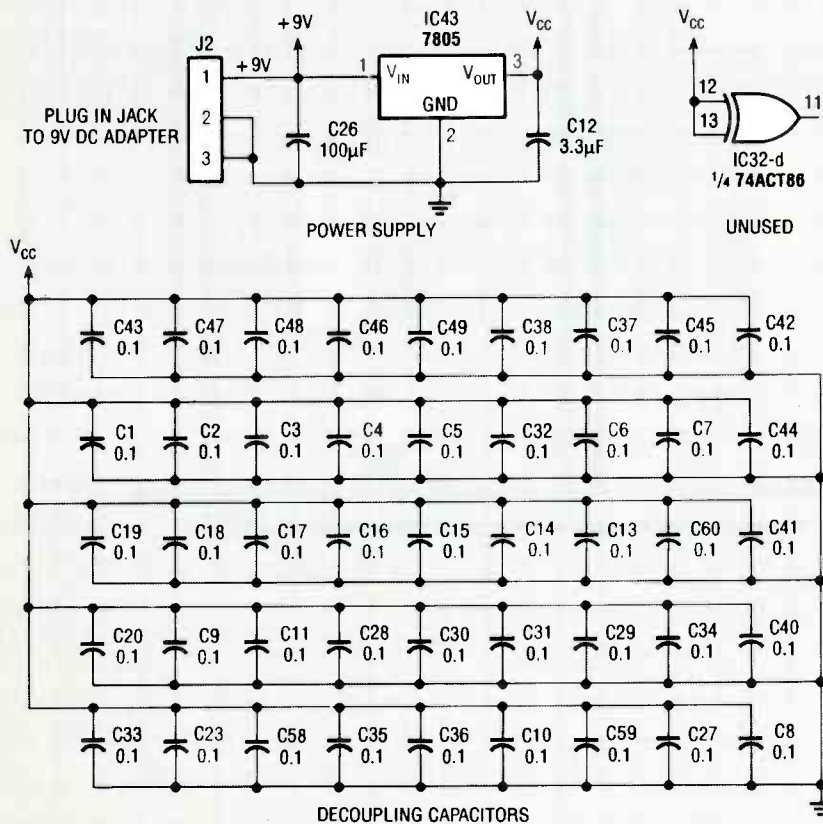 +9V
IC43
7805
V_CC
V_CC
J2
1
+9V
1
V_IN
V_OUT
3
12
13
11
GND
2
PLUG IN JACK
TO 9V DC ADAPTER
2
3
C26
100µF
C12
3.3µF
IC32-d
1/4 74ACT86
POWER SUPPLY
UNUSED
V_CC
C43 C47 C48 C46 C49 C38 C37 C45 C42
0.1 0.1 0.1 0.1 0.1 0.1 0.1 0.1 0.1
C1 C2 C3 C4 C5 C32 C6 C7 C44
0.1 0.1 0.1 0.1 0.1 0.1 0.1 0.1 0.1
C19 C18 C17 C16 C15 C14 C13 C60 C41
0.1 0.1 0.1 0.1 0.1 0.1 0.1 0.1 0.1
C20 C9 C11 C28 C30 C31 C29 C34 C40
0.1 0.1 0.1 0.1 0.1 0.1 0.1 0.1 0.1
C33 C23 C58 C35 C36 C10 C59 C27 C8
0.1 0.1 0.1 0.1 0.1 0.1 0.1 0.1 0.1
DECOUPLING CAPACITORS